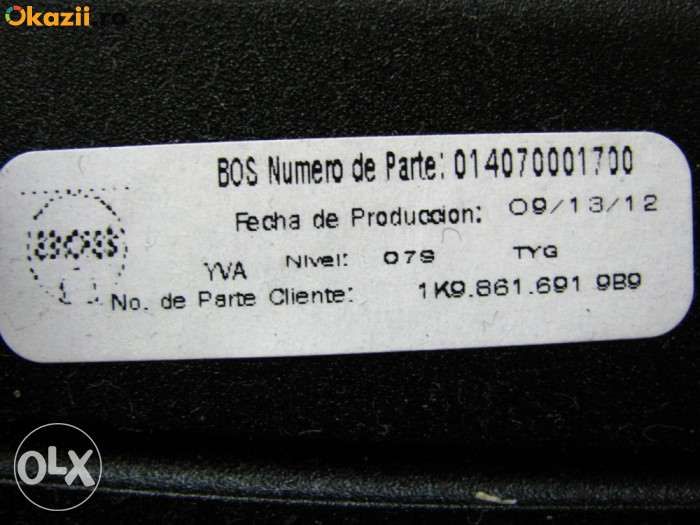 Okazii.ro
BOS Numero de Parte: 014070001700
Fecha de Produccion: 09/13/12
BOS
YVA Nivel: 07S TYG
No. de Parte Cliente: 1K9.861.691 9B9
OLX